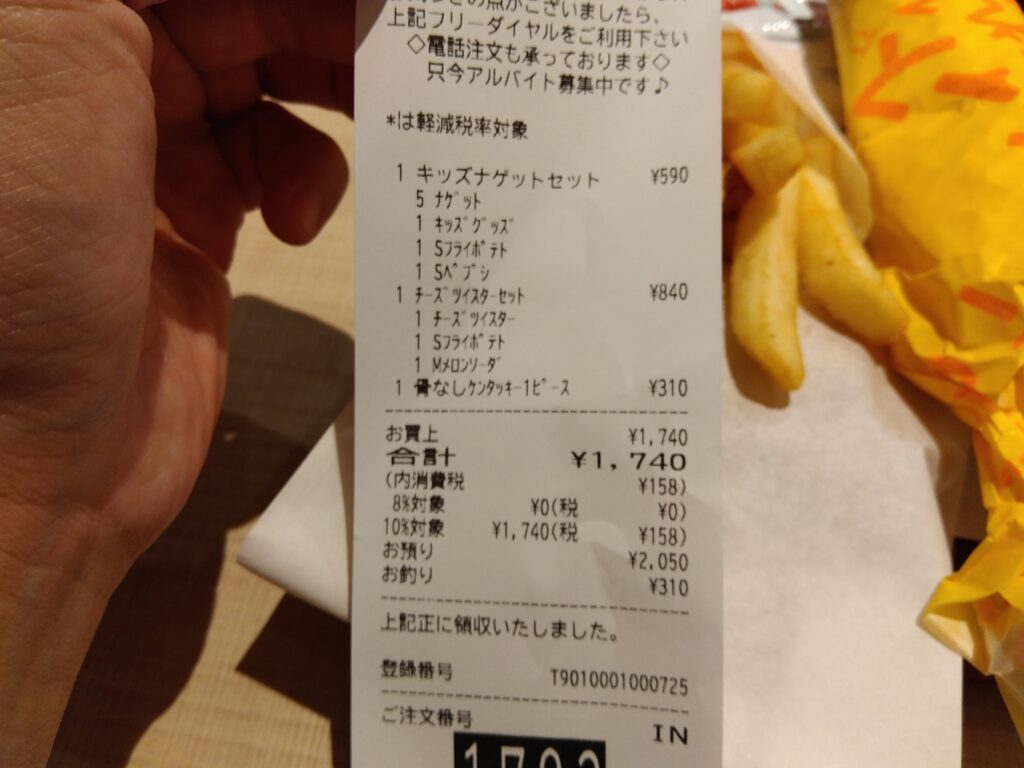 の点がございましたら、
上記フリーダイヤルをご利用下さい
◇電話注文も承っております◇
只今アルバイト募集中です♪
*は軽減税率対象
1 キッズナゲットセット ¥590
5 ﾅｹﾞｯﾄ
1 ｷｯｽﾞｸﾞｯｽﾞ
1 Sﾌﾗｲﾎﾟﾃﾄ
1 Sﾍﾟﾌﾟｼ
1 ﾁｰｽﾞﾂｲｽﾀｰｾｯﾄ ¥840
1 ﾁｰｽﾞﾂｲｽﾀｰ
1 Sﾌﾗｲﾎﾟﾃﾄ
1 Mﾒﾛﾝｿｰﾀﾞ
1 骨なしｹﾝﾀｯｷｰ1ﾋﾟｰｽ ¥310
お買上 ¥1,740
合計 ¥1,740
(内消費税 ¥158)
8%対象 ¥0(税 ¥0)
10%対象 ¥1,740(税 ¥158)
お預り ¥2,050
お釣り ¥310
上記正に領収いたしました。
登録番号 T9010001000725
ご注文番号 IN